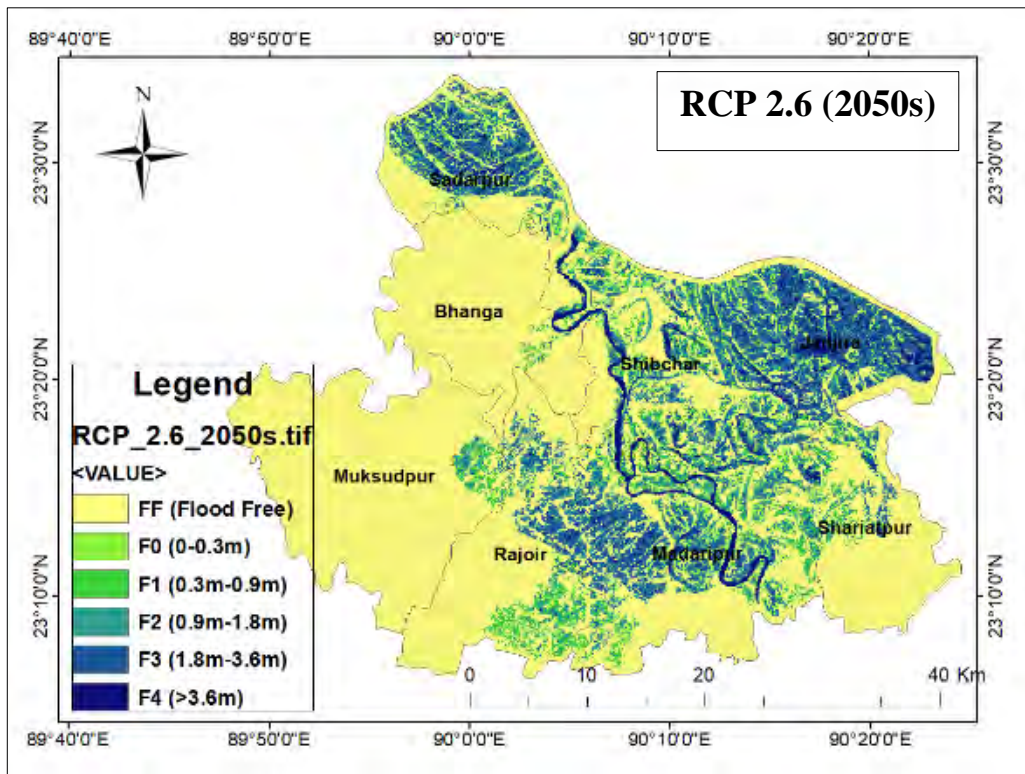 89°40'0"E 89°50'0"E 90°0'0"E 90°10'0"E 90°20'0"E
N
RCP 2.6 (2050s)
23°30'0"N 23°30'0"N
Sadarpur
Bhanga
Janjira
Shibchar
23°20'0"N 23°20'0"N
Legend
RCP_2.6_2050s.tif
<VALUE>
FF (Flood Free)
F0 (0-0.3m)
F1 (0.3m-0.9m)
F2 (0.9m-1.8m)
F3 (1.8m-3.6m)
F4 (>3.6m)
Muksudpur
Shariatpur
Rajoir
Madaripur
23°10'0"N 23°10'0"N
0 10 20 40 Km
89°40'0"E 89°50'0"E 90°0'0"E 90°10'0"E 90°20'0"E